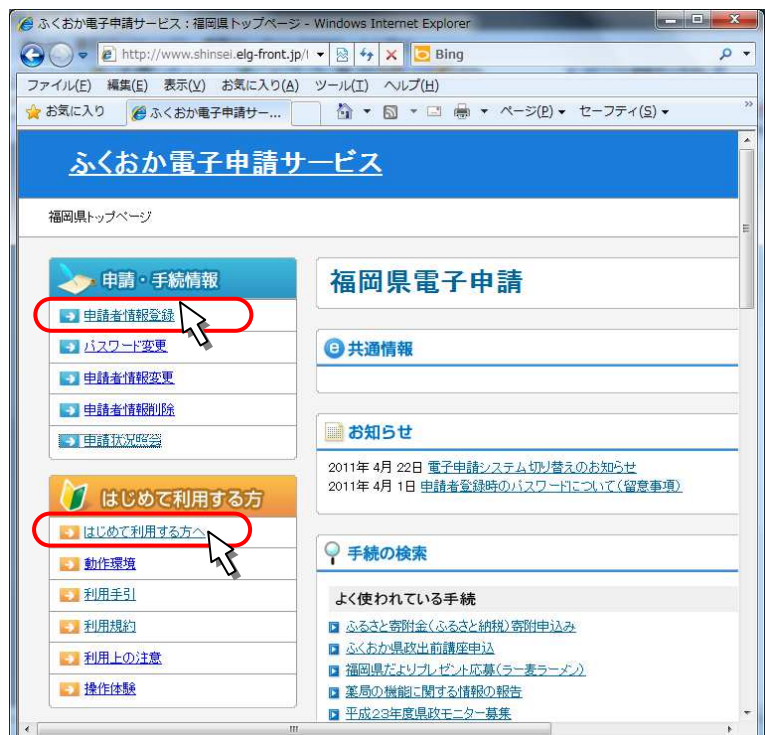 ふくおか電子申請サービス：福岡県トップページ - Windows Internet Explorer
http://www.shinsei.elg-front.jp/
Bing
ファイル(F) 編集(E) 表示(V) お気に入り(A) ツール(T) ヘルプ(H)
お気に入り ふくおか電子申請サー... ページ(P) セーフティ(S)
ふくおか電子申請サービス
福岡県トップページ
申請・手続情報
申請者情報登録
パスワード変更
申請者情報変更
申請者情報削除
申請状況照会
はじめて利用する方
はじめて利用する方へ
動作環境
利用手引
利用規約
利用上の注意
操作体験
福岡県電子申請
共通情報
お知らせ
2011年 4月 22日 電子申請システム切り替えのお知らせ
2011年 4月 1日 申請者登録時のパスワードについて(留意事項)
手続の検索
よく使われている手続
ふるさと寄附金(ふるさと納税)寄附申込み
ふくおか県政出前講座申込
福岡県だよりプレゼント応募(ラー麦ラーメン)
薬局の機能に関する情報の報告
平成23年度県政モニター募集